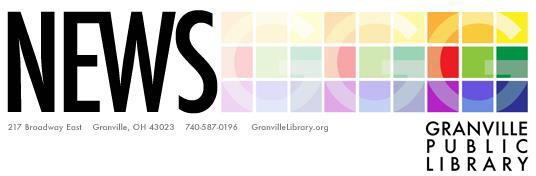 NEWS
217 Broadway East Granville, OH 43023 740-587-0196 GranvilleLibrary.org
GRANVILLE
PUBLIC
LIBRARY